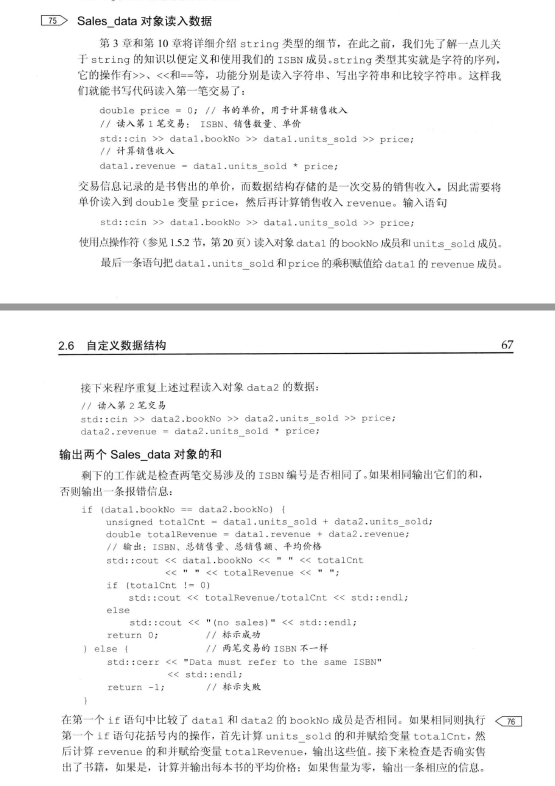 75 Sales_data 对象读入数据
第 3 章和第 10 章将详细介绍 string 类型的细节，在此之前，我们先了解一点儿关
于 string 的知识以便定义和使用我们的 ISBN 成员。string 类型其实就是字符的序列，
它的操作有>>、<<和==等，功能分别是读入字符串、写出字符串和比较字符串。这样我
们就能书写代码读入第一笔交易了：
double price = 0; // 书的单价，用于计算销售收入
// 读入第 1 笔交易： ISBN、销售数量、单价
std::cin >> data1.bookNo >> data1.units_sold >> price;
// 计算销售收入
data1.revenue = data1.units_sold * price;
交易信息记录的是书售出的单价，而数据结构存储的是一次交易的销售收入。因此需要将
单价读入到 double 变量 price，然后再计算销售收入 revenue。输入语句
std::cin >> data1.bookNo >> data1.units_sold >> price;
使用点操作符（参见 1.5.2 节，第 20 页）读入对象 data1 的 bookNo 成员和 units_sold 成员。
最后一条语句把 data1.units_sold 和 price 的乘积赋值给 data1 的 revenue 成员。
2.6 自定义数据结构 67
接下来程序重复上述过程读入对象 data2 的数据：
// 读入第 2 笔交易
std::cin >> data2.bookNo >> data2.units_sold >> price;
data2.revenue = data2.units_sold * price;
输出两个 Sales_data 对象的和
剩下的工作就是检查两笔交易涉及的 ISBN 编号是否相同了。如果相同输出它们的和，
否则输出一条报错信息：
if (data1.bookNo == data2.bookNo) {
unsigned totalCnt = data1.units_sold + data2.units_sold;
double totalRevenue = data1.revenue + data2.revenue;
// 输出：ISBN、总销售量、总销售额、平均价格
std::cout << data1.bookNo << " " << totalCnt
<< " " << totalRevenue << " ";
if (totalCnt != 0)
std::cout << totalRevenue/totalCnt << std::endl;
else
std::cout << "(no sales)" << std::endl;
return 0; // 标示成功
} else { // 两笔交易的 ISBN 不一样
std::cerr << "Data must refer to the same ISBN"
<< std::endl;
return -1; // 标示失败
}
在第一个 if 语句中比较了 data1 和 data2 的 bookNo 成员是否相同。如果相同则执行 76
第一个 if 语句花括号内的操作，首先计算 units_sold 的和并赋给变量 totalCnt，然
后计算 revenue 的和并赋给变量 totalRevenue，输出这些值。接下来检查是否确实售
出了书籍，如果是，计算并输出每本书的平均价格；如果售量为零，输出一条相应的信息。